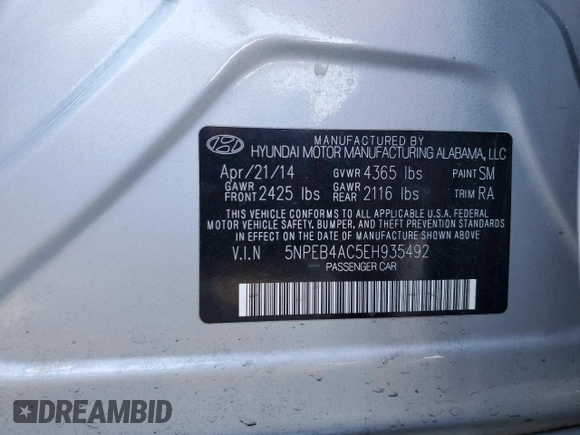 MANUFACTURED BY
HYUNDAI MOTOR MANUFACTURING ALABAMA, LLC
Apr/21/14 GVWR 4365 lbs PAINT SM
GAWR FRONT 2425 lbs GAWR REAR 2116 lbs TRIM RA
THIS VEHICLE CONFORMS TO ALL APPLICABLE U.S.A. FEDERAL
MOTOR VEHICLE SAFETY, BUMPER, AND THEFT PREVENTION STANDARDS
IN EFFECT ON THE DATE OF MANUFACTURE SHOWN ABOVE.
V.I.N 5NPEB4AC5EH935492
PASSENGER CAR
DREAMBID